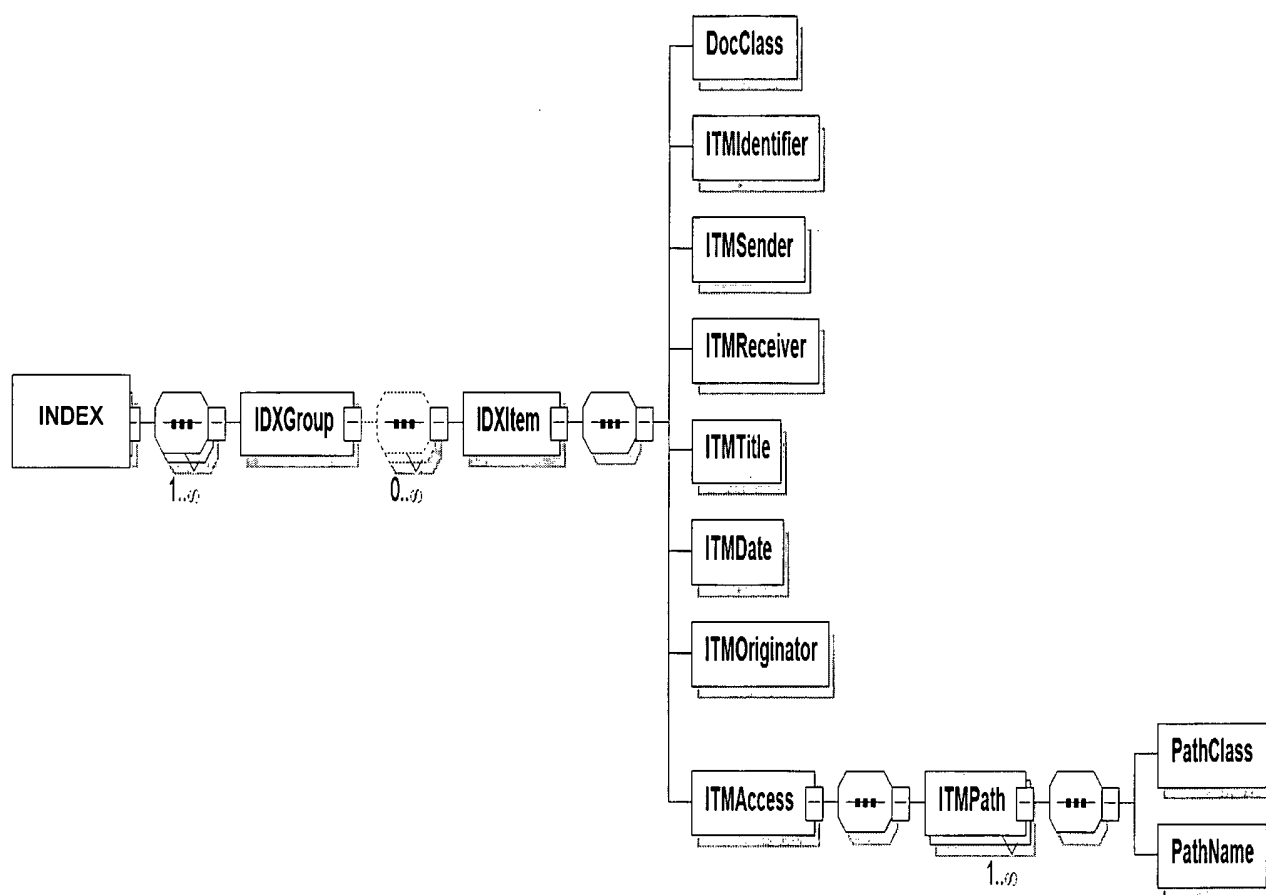 DocClass
ITMIdentifier
ITMSender
ITMReceiver
INDEX
IDXGroup
IDXItem
1..∞
0..∞
ITMTitle
ITMDate
ITMOriginator
ITMAccess
ITMPath
1..∞
PathClass
PathName